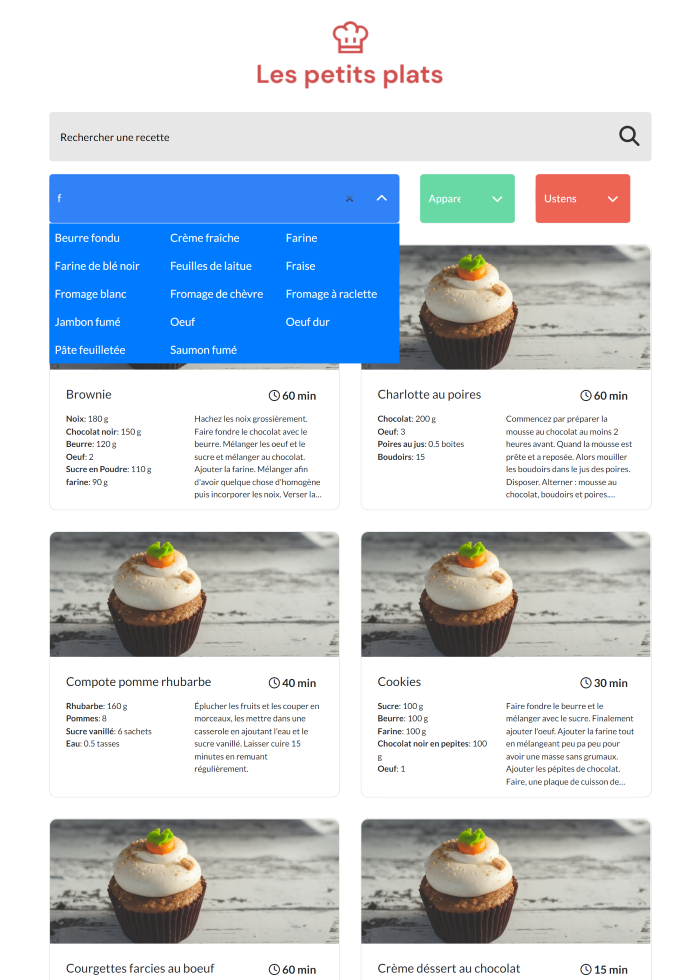 Les petits plats
Rechercher une recette
f
Appare
Ustens
Beurre fondu
Crème fraîche
Farine
Farine de blé noir
Feuilles de laitue
Fraise
Fromage blanc
Fromage de chèvre
Fromage à raclette
Jambon fumé
Oeuf
Oeuf dur
Pâte feuilletée
Saumon fumé
Brownie
60 min
Noix: 180 g
Chocolat noir: 150 g
Beurre: 120 g
Oeuf: 2
Sucre en Poudre: 110 g
farine: 90 g
Hachez les noix grossièrement.
Faire fondre le chocolat avec le
beurre. Mélanger les oeuf et le
sucre et mélanger au chocolat.
Ajouter la farine. Mélanger afin
d'avoir quelque chose d'homogène
puis incorporer les noix. Verser la...
Charlotte au poires
60 min
Chocolat: 200 g
Oeuf: 3
Poires au jus: 0.5 boites
Boudoirs: 15
Commencez par préparer la
mousse au chocolat au moins 2
heures avant. Quand la mousse est
prête et a reposée. Alors mouiller
les boudoirs dans le jus des poires.
Disposer. Alterner : mousse au
chocolat, boudoirs et poires....
Compote pomme rhubarbe
40 min
Rhubarbe: 160 g
Pommes: 8
Sucre vanillé: 6 sachets
Eau: 0.5 tasses
Éplucher les fruits et les couper en
morceaux, les mettre dans une
casserole en ajoutant l'eau et le
sucre vanillé. Laisser cuire 15
minutes en remuant
régulièrement.
Cookies
30 min
Sucre: 100 g
Beurre: 100 g
Farine: 100 g
Chocolat noir en pepites: 100
g
Oeuf: 1
Faire fondre le beurre et le
mélanger avec le sucre. Finalement
ajouter l'oeuf. Ajouter la farine tout
en mélangeant peu pa peu pour
avoir une masse sans grumaux.
Ajouter les pépites de chocolat.
Faire, une plaque de cuisson de...
Courgettes farcies au boeuf
60 min
Crème déssert au chocolat
15 min